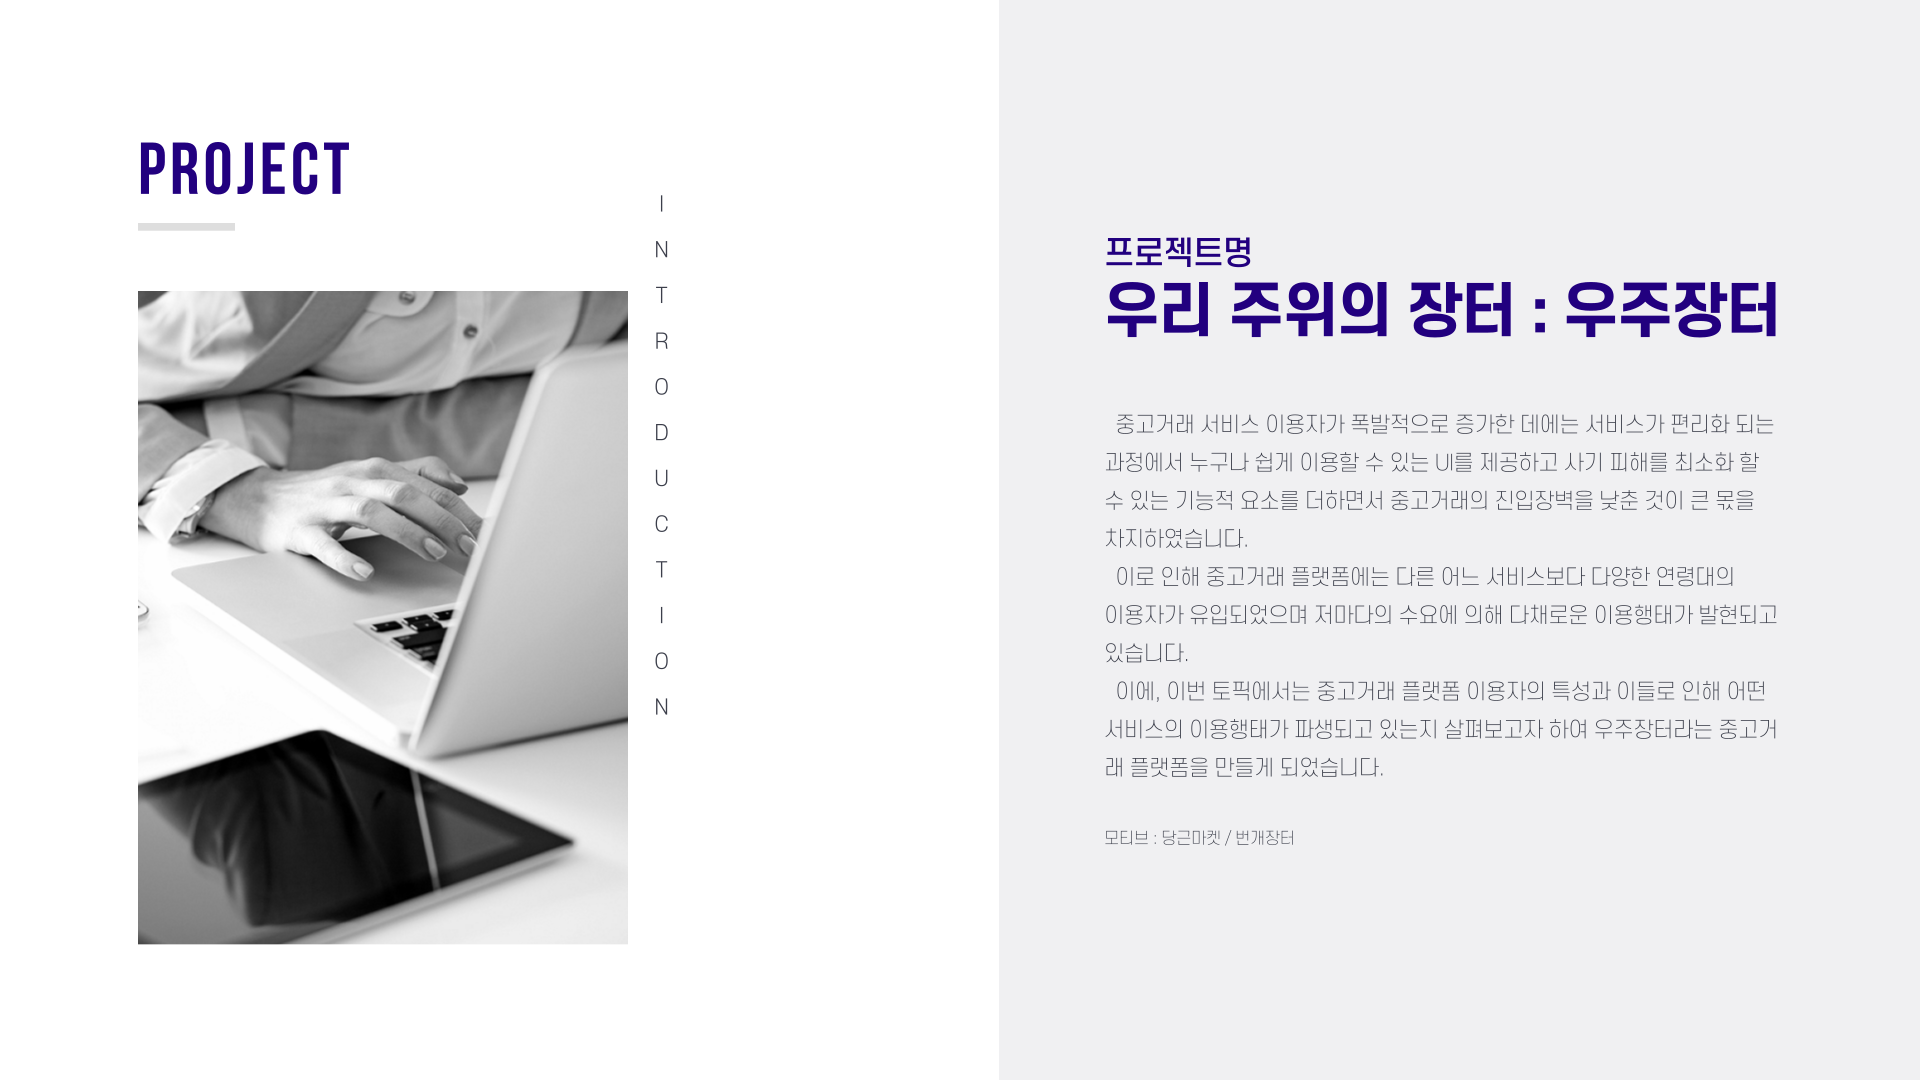 PROJECT
INTRODUCTION
프로젝트명
우리 주위의 장터 : 우주장터
중고거래 서비스 이용자가 폭발적으로 증가한 데에는 서비스가 편리화 되는
과정에서 누구나 쉽게 이용할 수 있는 UI를 제공하고 사기 피해를 최소화 할
수 있는 기능적 요소를 더하면서 중고거래의 진입장벽을 낮춘 것이 큰 몫을
차지하였습니다.
이로 인해 중고거래 플랫폼에는 다른 어느 서비스보다 다양한 연령대의
이용자가 유입되었으며 저마다의 수요에 의해 다채로운 이용행태가 발현되고
있습니다.
이에, 이번 토픽에서는 중고거래 플랫폼 이용자의 특성과 이들로 인해 어떤
서비스의 이용행태가 파생되고 있는지 살펴보고자 하여 우주장터라는 중고거
래 플랫폼을 만들게 되었습니다.
모티브 : 당근마켓 / 번개장터